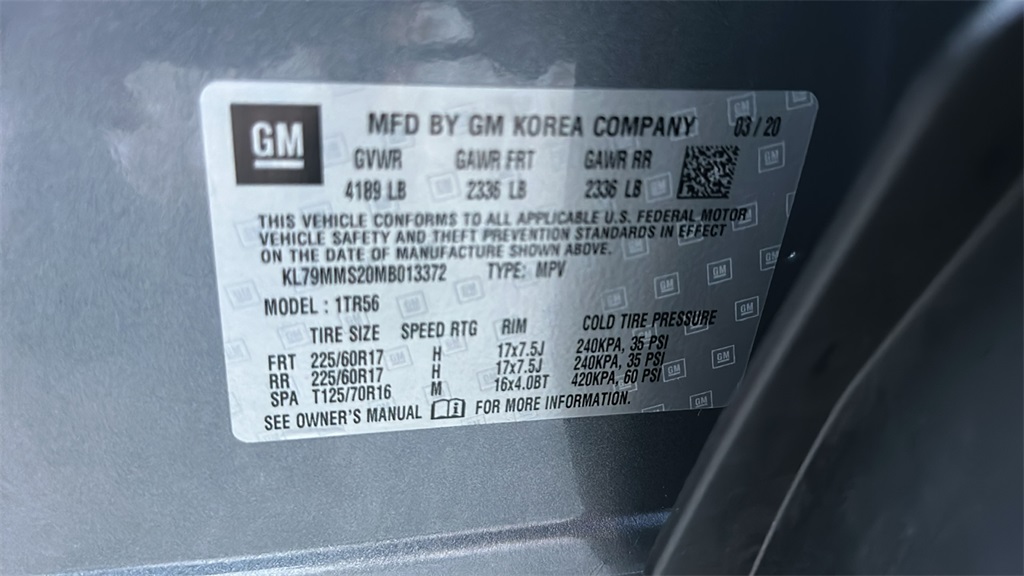 GM
MFD BY GM KOREA COMPANY 03/20
GVWR GAWR FRT GAWR RR
4189 LB 2336 LB 2336 LB
THIS VEHICLE CONFORMS TO ALL APPLICABLE U.S. FEDERAL MOTOR
VEHICLE SAFETY AND THEFT PREVENTION STANDARDS IN EFFECT
ON THE DATE OF MANUFACTURE SHOWN ABOVE.
KL79MMS20MB013372 TYPE: MPV
MODEL : 1TR56
TIRE SIZE SPEED RTG RIM COLD TIRE PRESSURE
FRT 225/60R17 H 17x7.5J 240KPA, 35 PSI
RR 225/60R17 H 17x7.5J 240KPA, 35 PSI
SPA T125/70R16 M 16x4.0BT 420KPA, 60 PSI
SEE OWNER'S MANUAL FOR MORE INFORMATION.